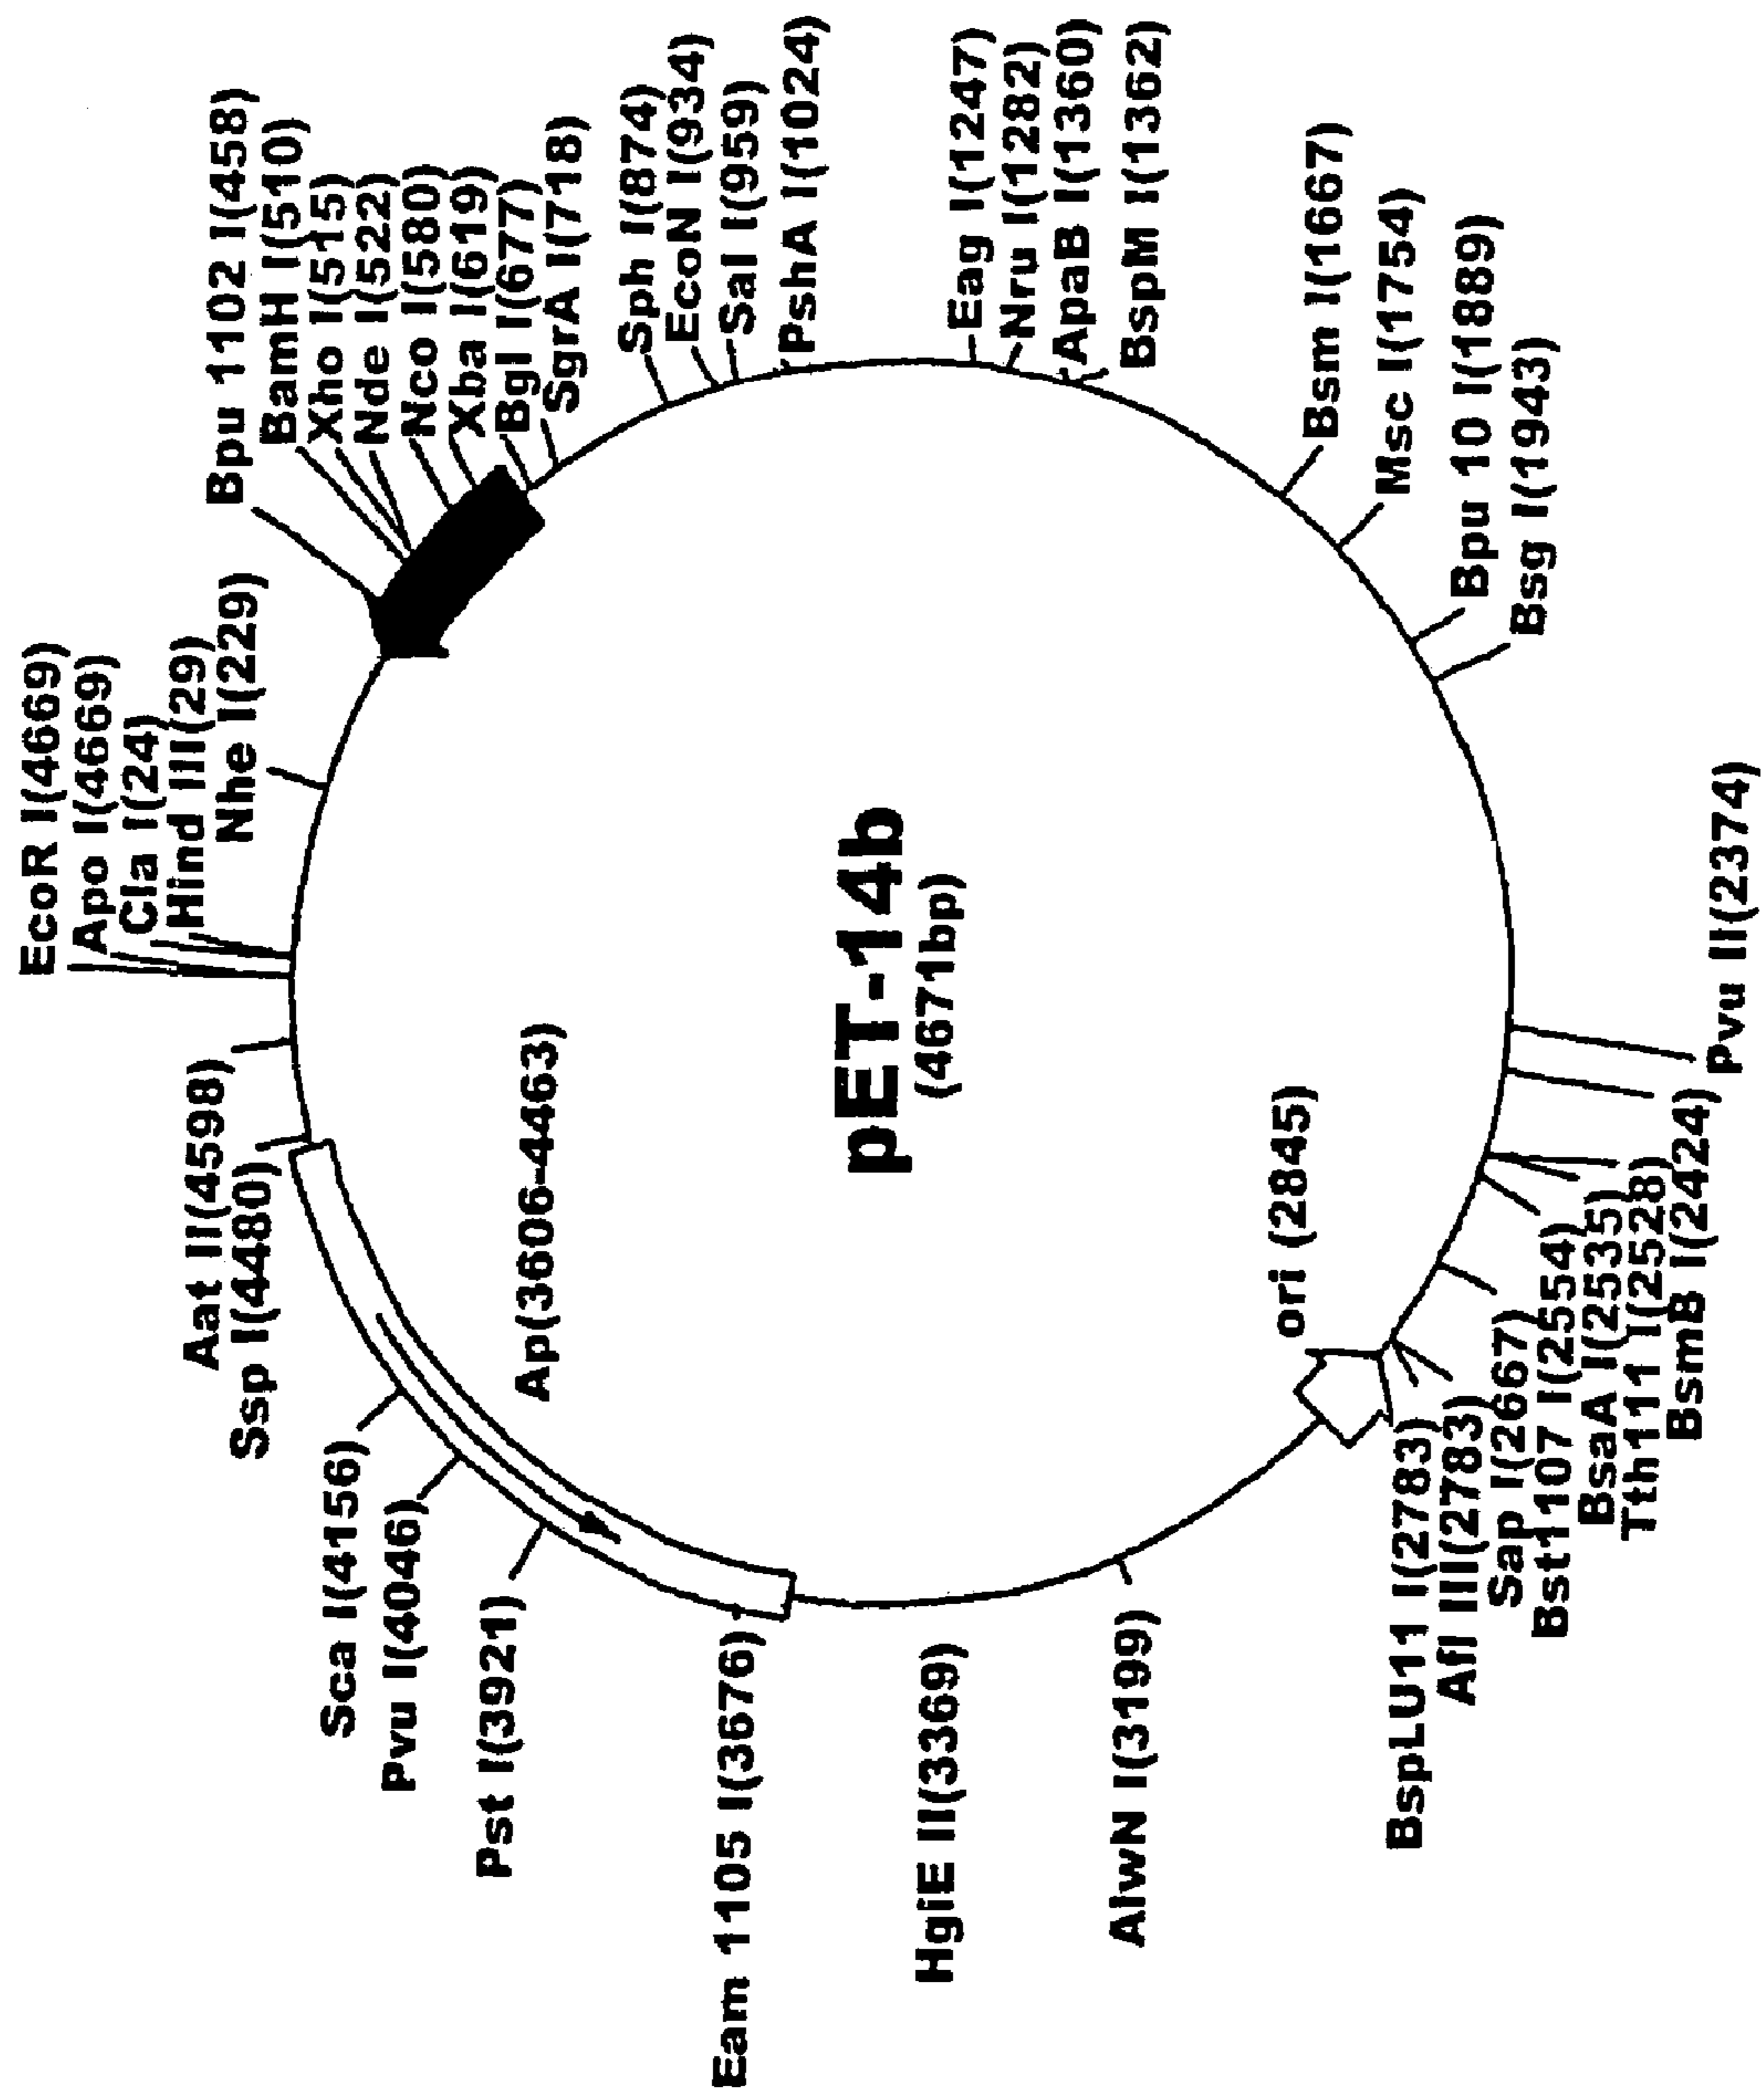 EcoR I(4669)
Apo I(4669)
Cla I(24)
Hind III(29)
Nhe I(229)
Bpu 1102 I(458)
BamH I(510)
Xho I(515)
Nde I(522)
Nco I(580)
Xba I(619)
Bgl I(677)
SgrA I(718)
Sph I(874)
EcoN I(934)
Sal I(959)
PshA I(1024)
Eag I(1247)
Nru I(1282)
ApaB I(1360)
BspM I(1362)
Bsm I(1667)
Msc I(1754)
Bpu 10 I(1889)
Bsg I(1943)
Pvu II(2374)
BsmB I(2424)
Tth111 I(2528)
BsaA I(2535)
Bst1107 I(2554)
Sap I(2667)
Afl III(2783)
BspLU11 I(2783)
ori (2845)
AlwN I(3199)
HgiE II(3369)
Eam 1105 I(3676)
Pst I(3921)
Pvu I(4046)
Sca I(4156)
Ssp I(4480)
Aat II(4598)
Ap(3606-4463)
pET-14b
(4671bp)